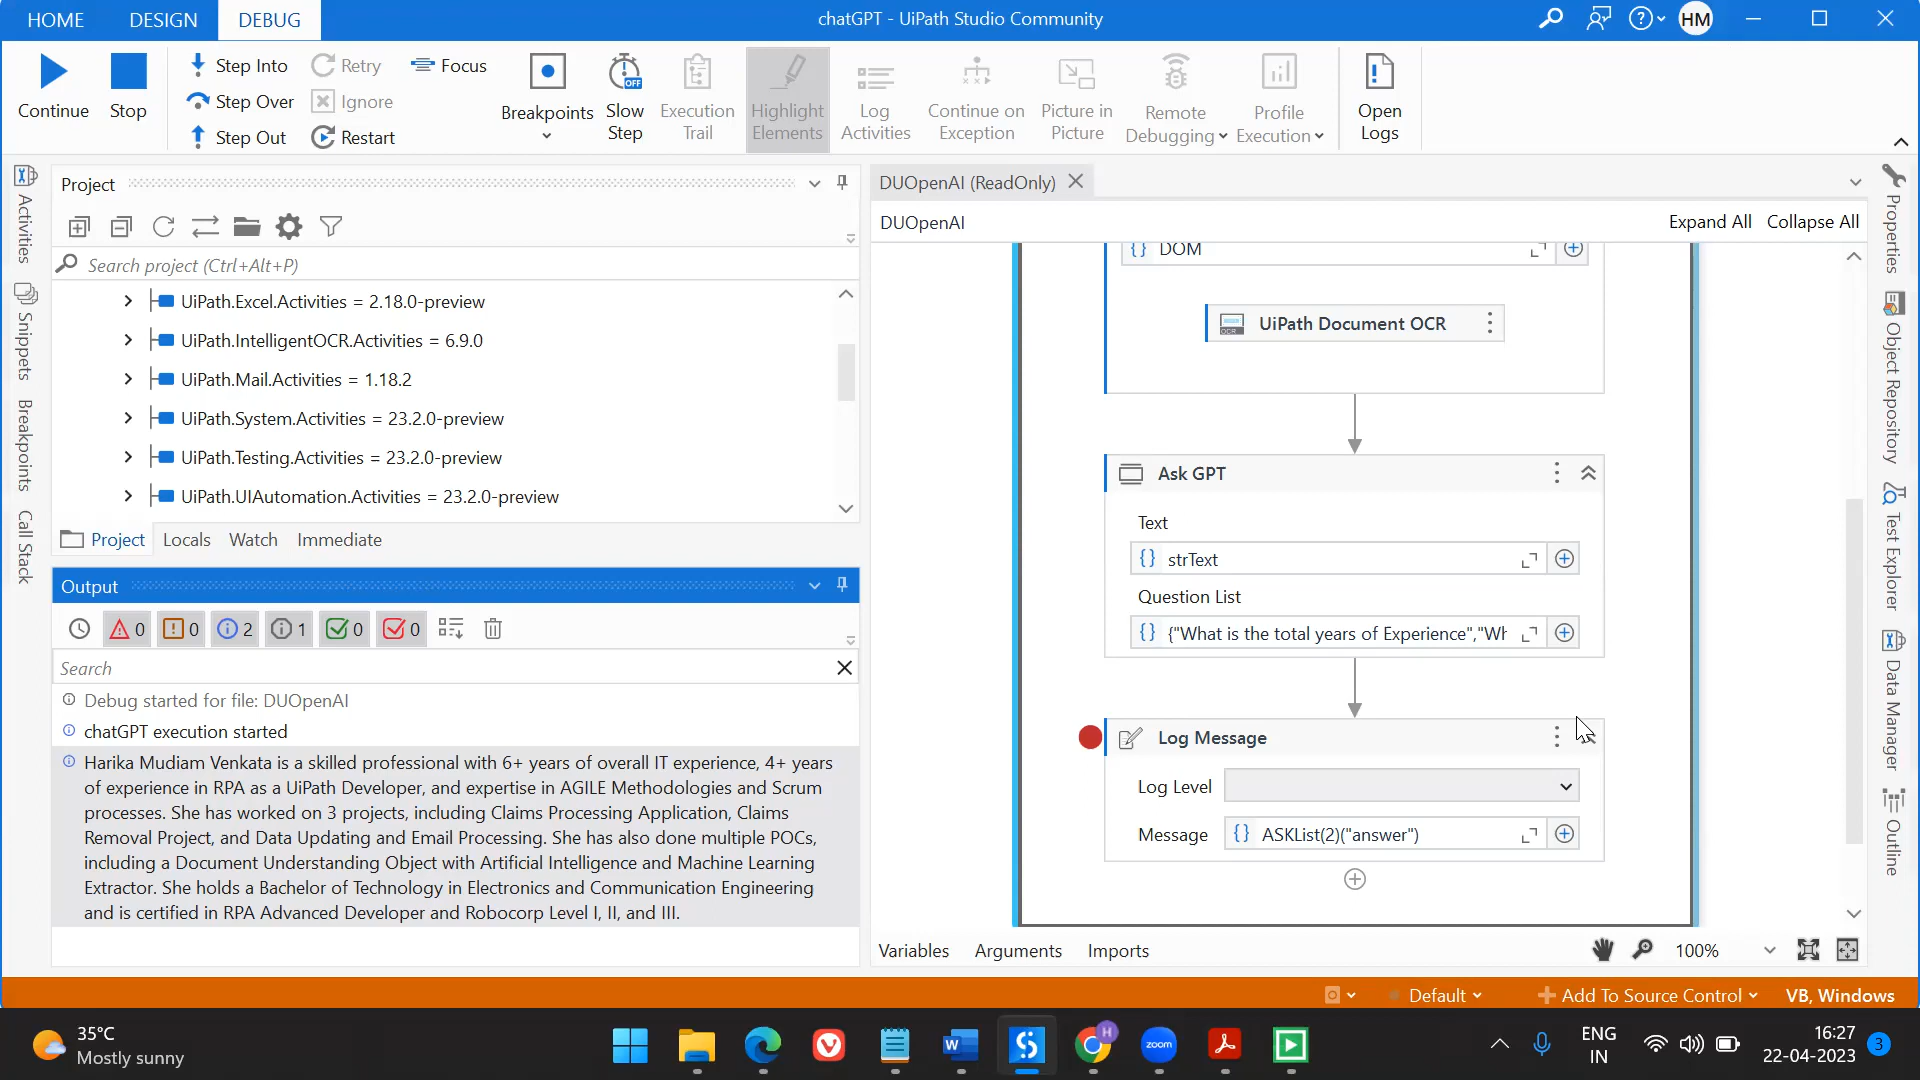 HOME
DESIGN
DEBUG
chatGPT - UiPath Studio Community
HM
Continue
Stop
Step Into
Step Over
Step Out
Retry
Ignore
Restart
Focus
Breakpoints
Slow
Step
OFF
Execution
Trail
Highlight
Elements
Log
Activities
Continue on
Exception
Picture in
Picture
Remote
Debugging
Profile
Execution
Open
Logs
Activities
Snippets
Breakpoints
Call Stack
Project
Search project (Ctrl+Alt+P)
UiPath.Excel.Activities = 2.18.0-preview
UiPath.IntelligentOCR.Activities = 6.9.0
UiPath.Mail.Activities = 1.18.2
UiPath.System.Activities = 23.2.0-preview
UiPath.Testing.Activities = 23.2.0-preview
UiPath.UIAutomation.Activities = 23.2.0-preview
Project
Locals
Watch
Immediate
Output
0
0
2
1
0
0
Search
Debug started for file: DUOpenAI
chatGPT execution started
Harika Mudiam Venkata is a skilled professional with 6+ years of overall IT experience, 4+ years
of experience in RPA as a UiPath Developer, and expertise in AGILE Methodologies and Scrum
processes. She has worked on 3 projects, including Claims Processing Application, Claims
Removal Project, and Data Updating and Email Processing. She has also done multiple POCs,
including a Document Understanding Object with Artificial Intelligence and Machine Learning
Extractor. She holds a Bachelor of Technology in Electronics and Communication Engineering
and is certified in RPA Advanced Developer and Robocorp Level I, II, and III.
DUOpenAI (ReadOnly)
DUOpenAI
Expand All
Collapse All
{} DOM
OCR
UiPath Document OCR
Ask GPT
Text
{} strText
Question List
{} {"What is the total years of Experience","Wh
Log Message
Log Level
Message
{} ASKList(2)("answer")
Variables
Arguments
Imports
100%
Properties
Object Repository
Test Explorer
Data Manager
Outline
Default
Add To Source Control
VB, Windows
35°C
Mostly sunny
W
H
zoom
ENG
IN
16:27
22-04-2023
3